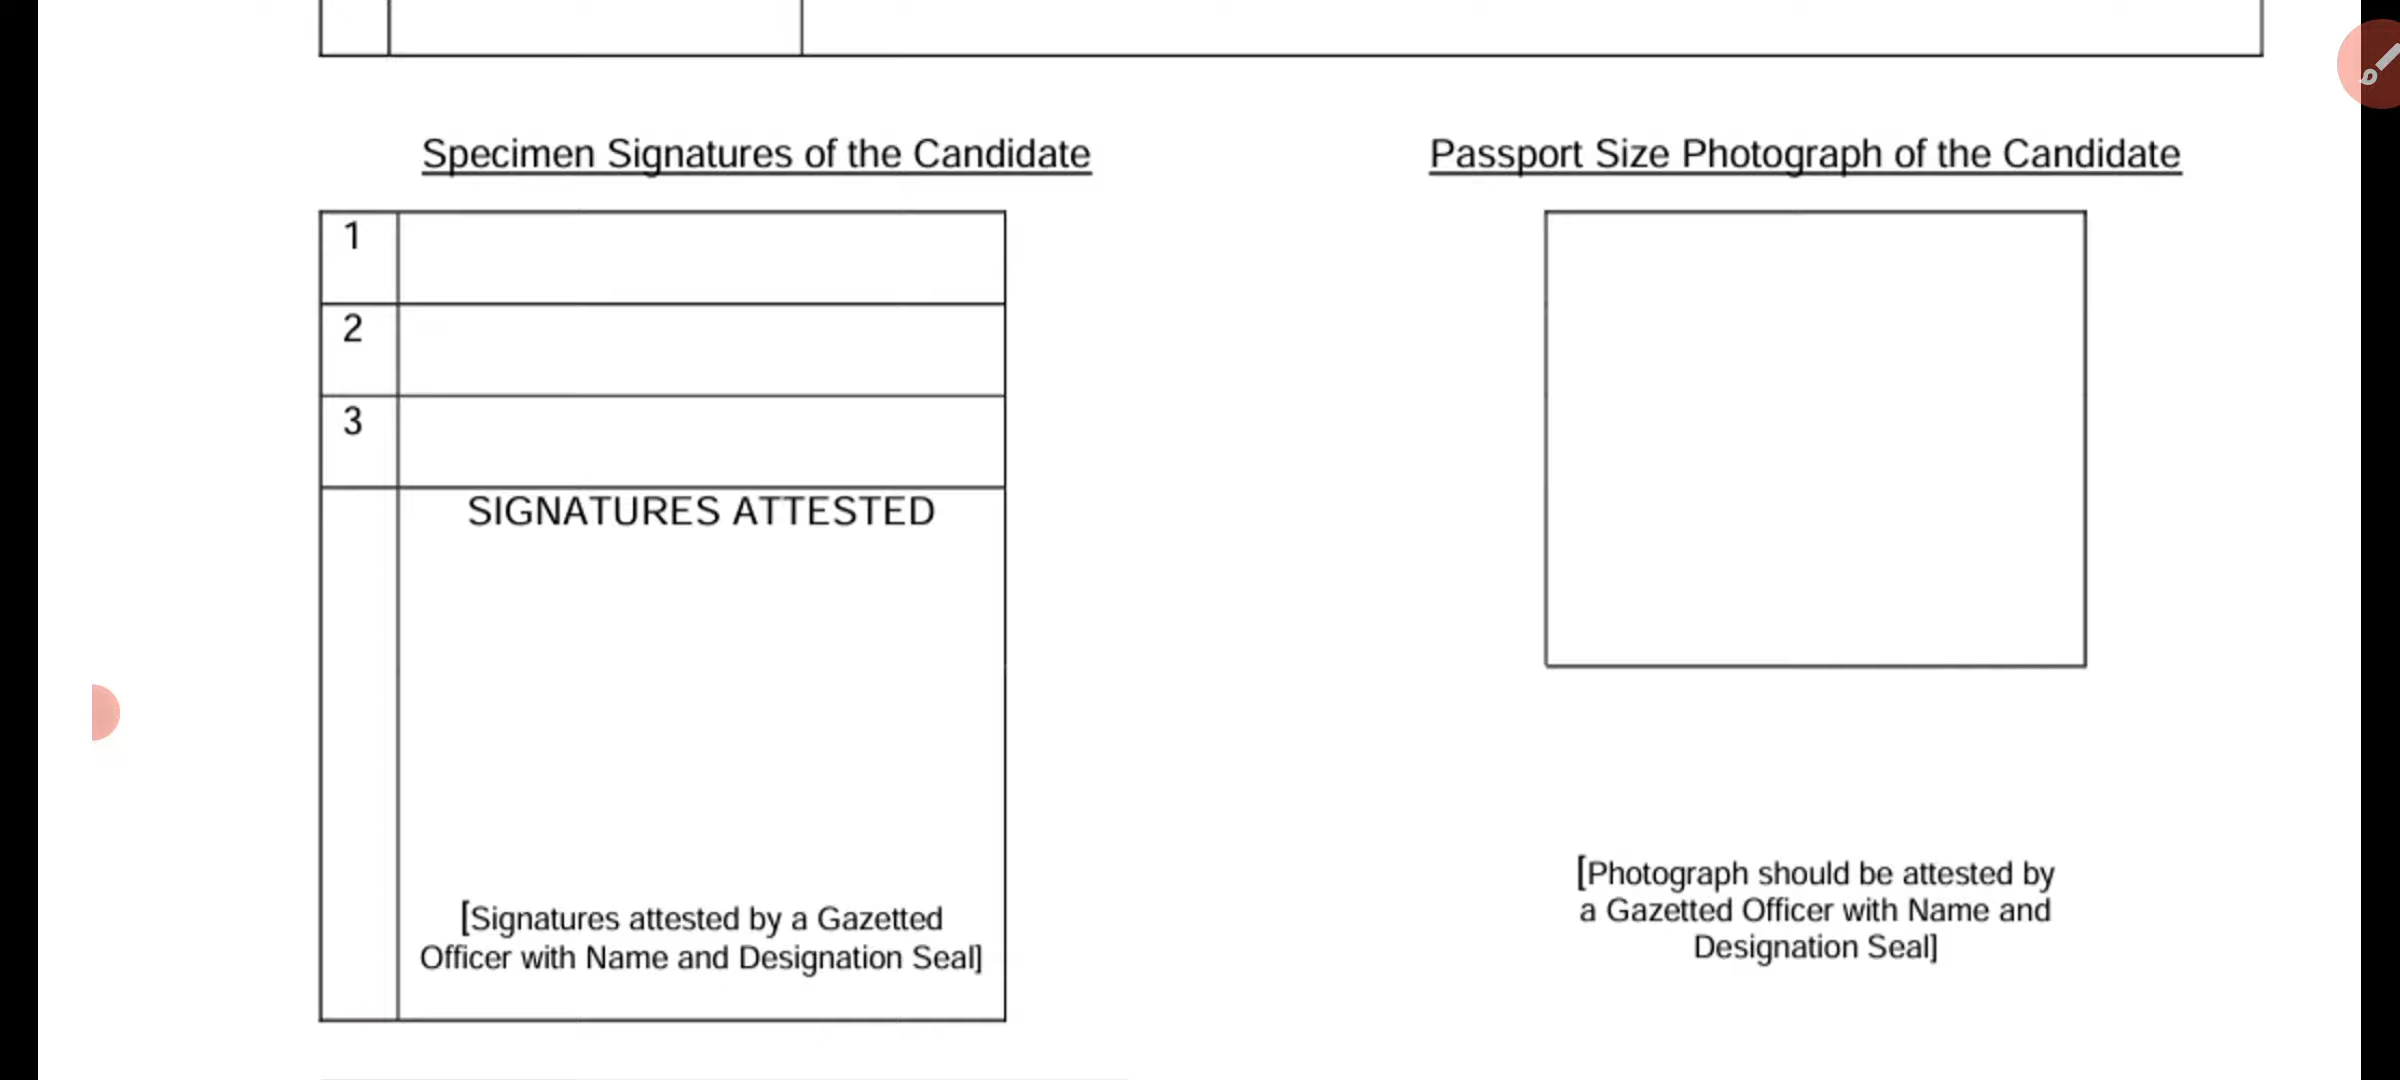 Specimen Signatures of the Candidate
1
2
3
SIGNATURES ATTESTED
[Signatures attested by a Gazetted
Officer with Name and Designation Seal]
Passport Size Photograph of the Candidate
[Photograph should be attested by
a Gazetted Officer with Name and
Designation Seal]